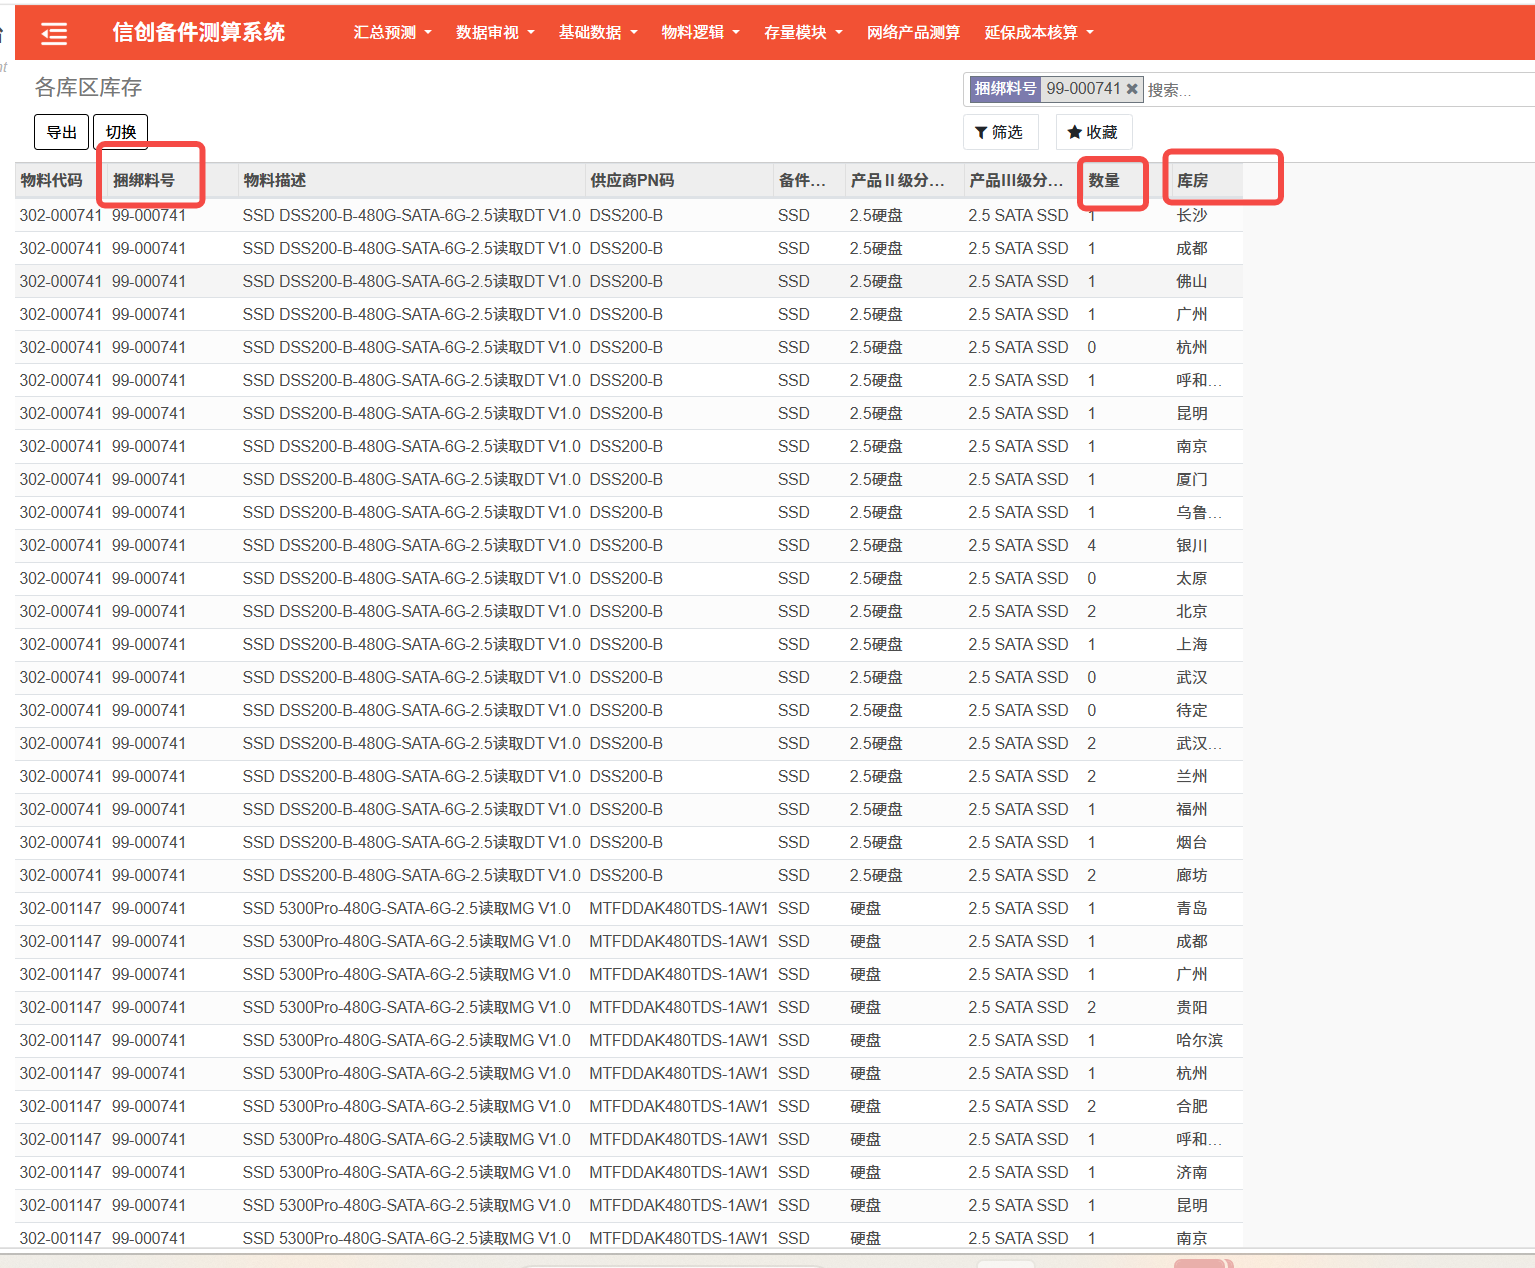 信创备件测算系统 汇总预测 数据审视 基础数据 物料逻辑 存量模块 网络产品测算 延保成本核算
nt
各库区库存
捆绑料号 99-000741 搜索...
导出 切换 筛选 收藏
物料代码 捆绑料号 物料描述 供应商PN码 备件... 产品Ⅱ级分... 产品III级分... 数量 库房
302-000741 99-000741 SSD DSS200-B-480G-SATA-6G-2.5读取DT V1.0 DSS200-B SSD 2.5硬盘 2.5 SATA SSD 1 长沙
302-000741 99-000741 SSD DSS200-B-480G-SATA-6G-2.5读取DT V1.0 DSS200-B SSD 2.5硬盘 2.5 SATA SSD 1 成都
302-000741 99-000741 SSD DSS200-B-480G-SATA-6G-2.5读取DT V1.0 DSS200-B SSD 2.5硬盘 2.5 SATA SSD 1 佛山
302-000741 99-000741 SSD DSS200-B-480G-SATA-6G-2.5读取DT V1.0 DSS200-B SSD 2.5硬盘 2.5 SATA SSD 1 广州
302-000741 99-000741 SSD DSS200-B-480G-SATA-6G-2.5读取DT V1.0 DSS200-B SSD 2.5硬盘 2.5 SATA SSD 0 杭州
302-000741 99-000741 SSD DSS200-B-480G-SATA-6G-2.5读取DT V1.0 DSS200-B SSD 2.5硬盘 2.5 SATA SSD 1 呼和...
302-000741 99-000741 SSD DSS200-B-480G-SATA-6G-2.5读取DT V1.0 DSS200-B SSD 2.5硬盘 2.5 SATA SSD 1 昆明
302-000741 99-000741 SSD DSS200-B-480G-SATA-6G-2.5读取DT V1.0 DSS200-B SSD 2.5硬盘 2.5 SATA SSD 1 南京
302-000741 99-000741 SSD DSS200-B-480G-SATA-6G-2.5读取DT V1.0 DSS200-B SSD 2.5硬盘 2.5 SATA SSD 1 厦门
302-000741 99-000741 SSD DSS200-B-480G-SATA-6G-2.5读取DT V1.0 DSS200-B SSD 2.5硬盘 2.5 SATA SSD 1 乌鲁...
302-000741 99-000741 SSD DSS200-B-480G-SATA-6G-2.5读取DT V1.0 DSS200-B SSD 2.5硬盘 2.5 SATA SSD 4 银川
302-000741 99-000741 SSD DSS200-B-480G-SATA-6G-2.5读取DT V1.0 DSS200-B SSD 2.5硬盘 2.5 SATA SSD 0 太原
302-000741 99-000741 SSD DSS200-B-480G-SATA-6G-2.5读取DT V1.0 DSS200-B SSD 2.5硬盘 2.5 SATA SSD 2 北京
302-000741 99-000741 SSD DSS200-B-480G-SATA-6G-2.5读取DT V1.0 DSS200-B SSD 2.5硬盘 2.5 SATA SSD 1 上海
302-000741 99-000741 SSD DSS200-B-480G-SATA-6G-2.5读取DT V1.0 DSS200-B SSD 2.5硬盘 2.5 SATA SSD 0 武汉
302-000741 99-000741 SSD DSS200-B-480G-SATA-6G-2.5读取DT V1.0 DSS200-B SSD 2.5硬盘 2.5 SATA SSD 0 待定
302-000741 99-000741 SSD DSS200-B-480G-SATA-6G-2.5读取DT V1.0 DSS200-B SSD 2.5硬盘 2.5 SATA SSD 2 武汉...
302-000741 99-000741 SSD DSS200-B-480G-SATA-6G-2.5读取DT V1.0 DSS200-B SSD 2.5硬盘 2.5 SATA SSD 2 兰州
302-000741 99-000741 SSD DSS200-B-480G-SATA-6G-2.5读取DT V1.0 DSS200-B SSD 2.5硬盘 2.5 SATA SSD 1 福州
302-000741 99-000741 SSD DSS200-B-480G-SATA-6G-2.5读取DT V1.0 DSS200-B SSD 2.5硬盘 2.5 SATA SSD 1 烟台
302-000741 99-000741 SSD DSS200-B-480G-SATA-6G-2.5读取DT V1.0 DSS200-B SSD 2.5硬盘 2.5 SATA SSD 2 廊坊
302-001147 99-000741 SSD 5300Pro-480G-SATA-6G-2.5读取MG V1.0 MTFDDAK480TDS-1AW1 SSD 硬盘 2.5 SATA SSD 1 青岛
302-001147 99-000741 SSD 5300Pro-480G-SATA-6G-2.5读取MG V1.0 MTFDDAK480TDS-1AW1 SSD 硬盘 2.5 SATA SSD 1 成都
302-001147 99-000741 SSD 5300Pro-480G-SATA-6G-2.5读取MG V1.0 MTFDDAK480TDS-1AW1 SSD 硬盘 2.5 SATA SSD 1 广州
302-001147 99-000741 SSD 5300Pro-480G-SATA-6G-2.5读取MG V1.0 MTFDDAK480TDS-1AW1 SSD 硬盘 2.5 SATA SSD 2 贵阳
302-001147 99-000741 SSD 5300Pro-480G-SATA-6G-2.5读取MG V1.0 MTFDDAK480TDS-1AW1 SSD 硬盘 2.5 SATA SSD 1 哈尔滨
302-001147 99-000741 SSD 5300Pro-480G-SATA-6G-2.5读取MG V1.0 MTFDDAK480TDS-1AW1 SSD 硬盘 2.5 SATA SSD 1 杭州
302-001147 99-000741 SSD 5300Pro-480G-SATA-6G-2.5读取MG V1.0 MTFDDAK480TDS-1AW1 SSD 硬盘 2.5 SATA SSD 2 合肥
302-001147 99-000741 SSD 5300Pro-480G-SATA-6G-2.5读取MG V1.0 MTFDDAK480TDS-1AW1 SSD 硬盘 2.5 SATA SSD 1 呼和...
302-001147 99-000741 SSD 5300Pro-480G-SATA-6G-2.5读取MG V1.0 MTFDDAK480TDS-1AW1 SSD 硬盘 2.5 SATA SSD 1 济南
302-001147 99-000741 SSD 5300Pro-480G-SATA-6G-2.5读取MG V1.0 MTFDDAK480TDS-1AW1 SSD 硬盘 2.5 SATA SSD 1 昆明
302-001147 99-000741 SSD 5300Pro-480G-SATA-6G-2.5读取MG V1.0 MTFDDAK480TDS-1AW1 SSD 硬盘 2.5 SATA SSD 1 南京